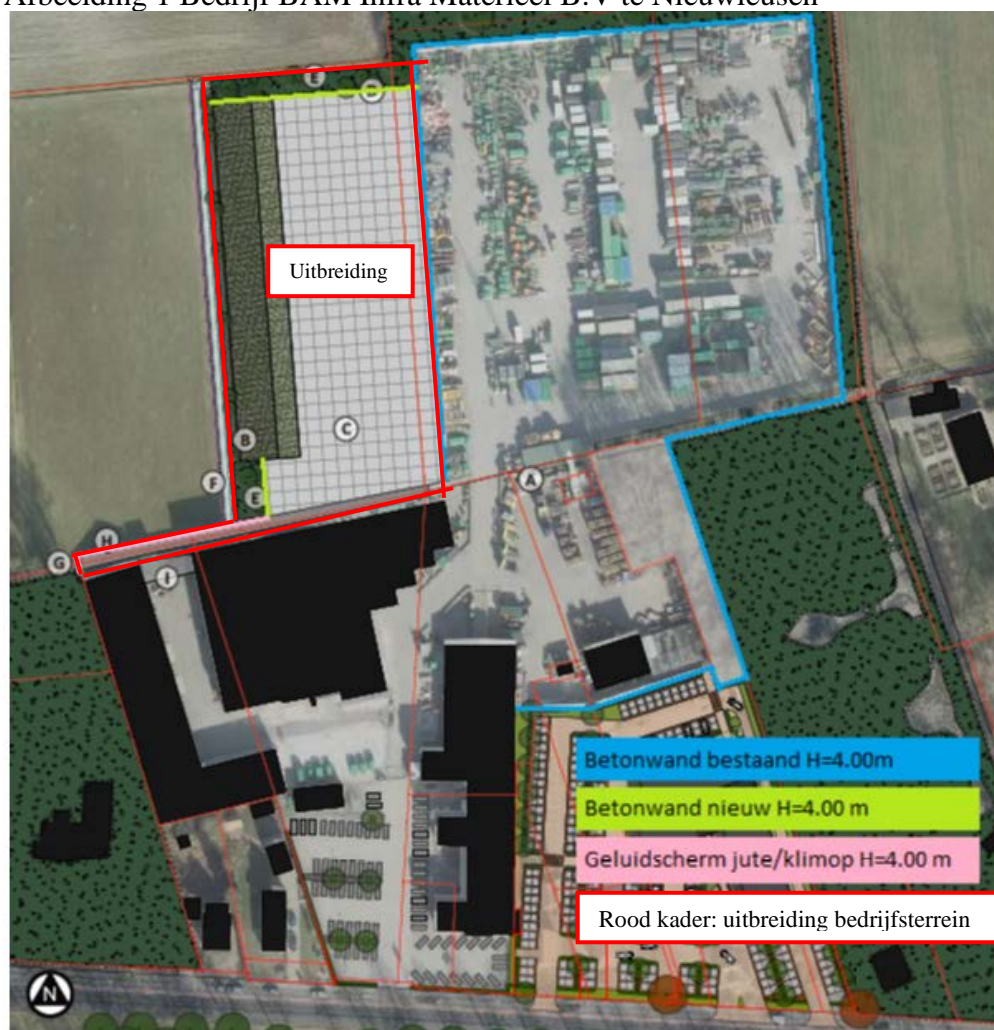 Afbeelding 1 Bedrijf BAM Infra Materieel B.V te Nieuwleusen
E
D
Uitbreiding
C
B
F
E
A
H
G
I
Betonwand bestaand H=4.00m
Betonwand nieuw H=4.00 m
Geluidscherm jute/klimop H=4.00 m
Rood kader: uitbreiding bedrijfsterrein
N